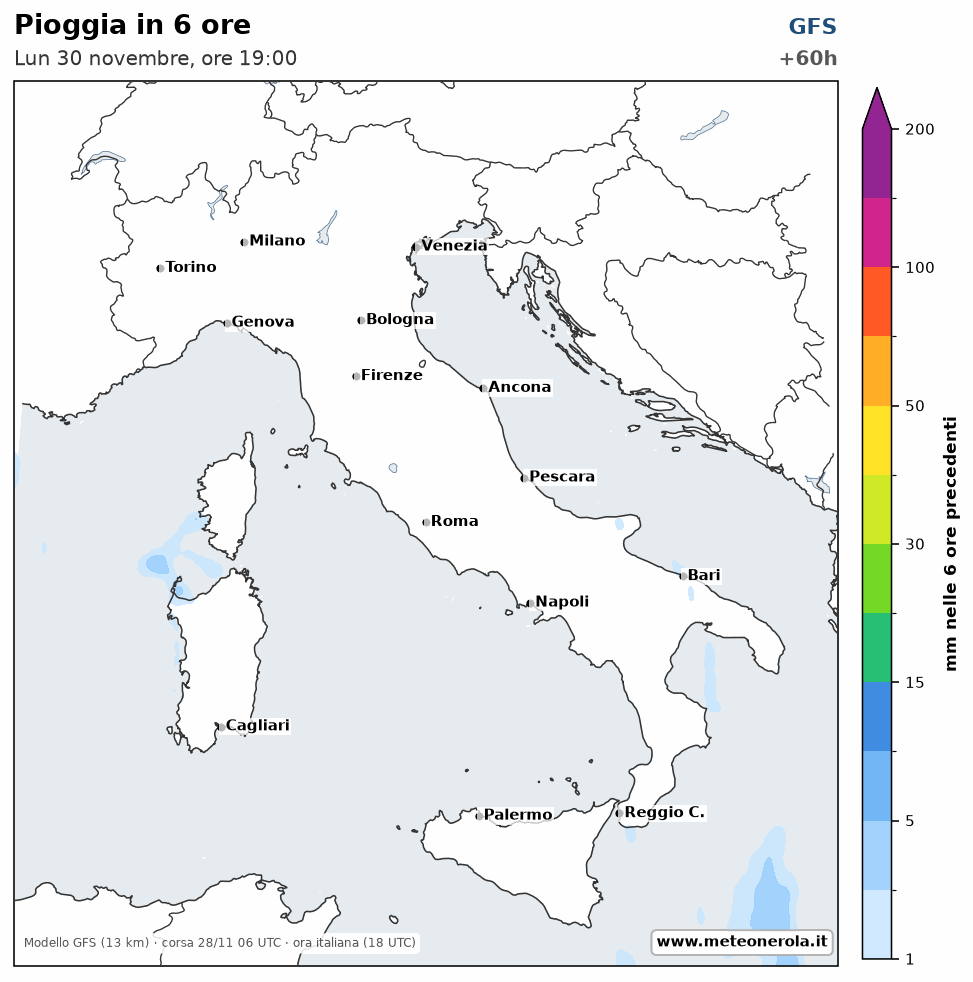 Pioggia in 6 ore
GFS
Lun 30 novembre, ore 19:00
+60h
Milano
Venezia
Torino
Genova
Bologna
Firenze
Ancona
Pescara
Roma
Bari
Napoli
Cagliari
Palermo
Reggio C.
Modello GFS (13 km) · corsa 28/11 06 UTC · ora italiana (18 UTC)
www.meteonerola.it
200
100
50
30
15
5
1
mm nelle 6 ore precedenti